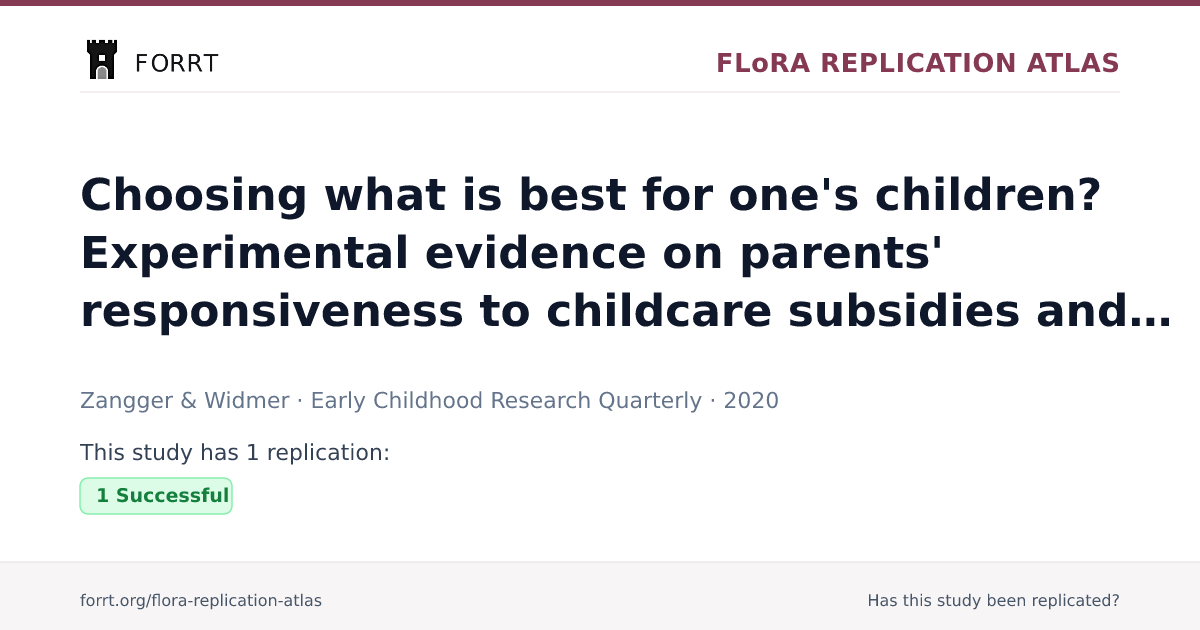 FORRT
FLoRA REPLICATION ATLAS
Choosing what is best for one's children?
Experimental evidence on parents'
responsiveness to childcare subsidies and…
Zangger & Widmer · Early Childhood Research Quarterly · 2020
This study has 1 replication:
1 Successful
forrt.org/flora-replication-atlas
Has this study been replicated?